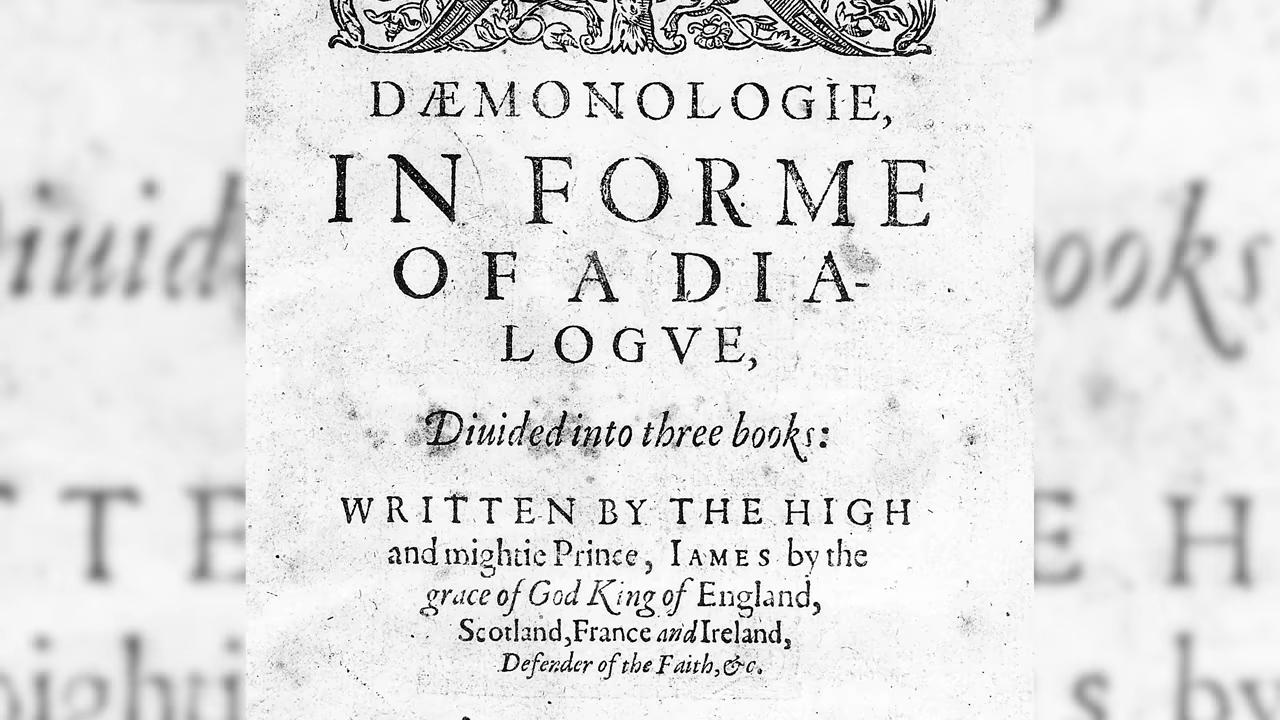 DÆMONOLOGIE,
IN FORME
OF A DIA-
LOGVE,
Diuided into three books:
WRITTEN BY THE HIGH
and mightie Prince, IAMES by the
grace of God King of England,
Scotland, France and Ireland,
Defender of the Faith, &c.